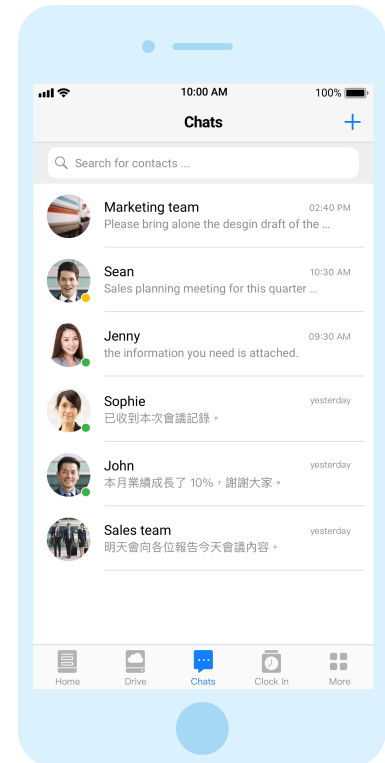 10:00 AM
100%
Chats
Search for contacts ...
Marketing team
02:40 PM
Please bring alone the desgin draft of the ...
Sean
10:30 AM
Sales planning meeting for this quarter ...
Jenny
09:30 AM
the information you need is attached.
Sophie
yesterday
已收到本次會議記錄。
John
yesterday
本月業績成長了 10%，謝謝大家。
Sales team
yesterday
明天會向各位報告今天會議內容。
Home
Drive
Chats
Clock In
More